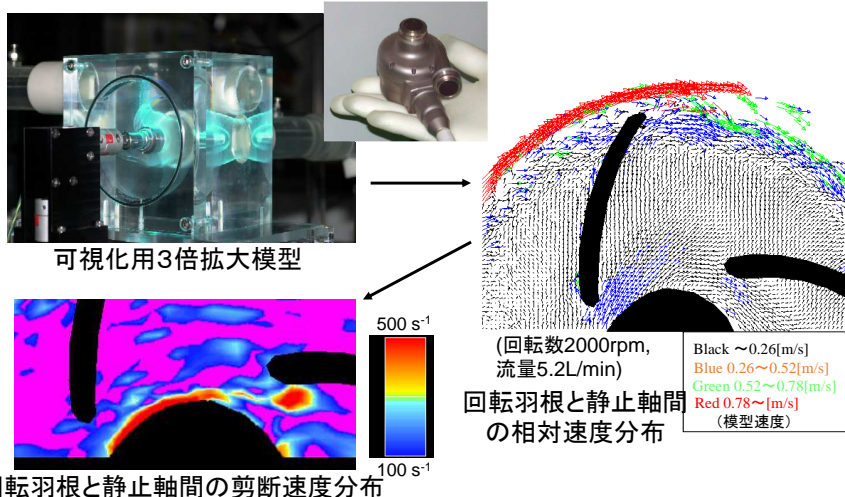 可視化用3倍拡大模型
500 s-1
100 s-1
転羽根と静止軸間の剪断速度分布
(回転数2000rpm,
流量5.2L/min)
回転羽根と静止軸間
の相対速度分布
Black ～0.26[m/s]
Blue 0.26～0.52[m/s]
Green 0.52～0.78[m/s]
Red 0.78～[m/s]
（模型速度）